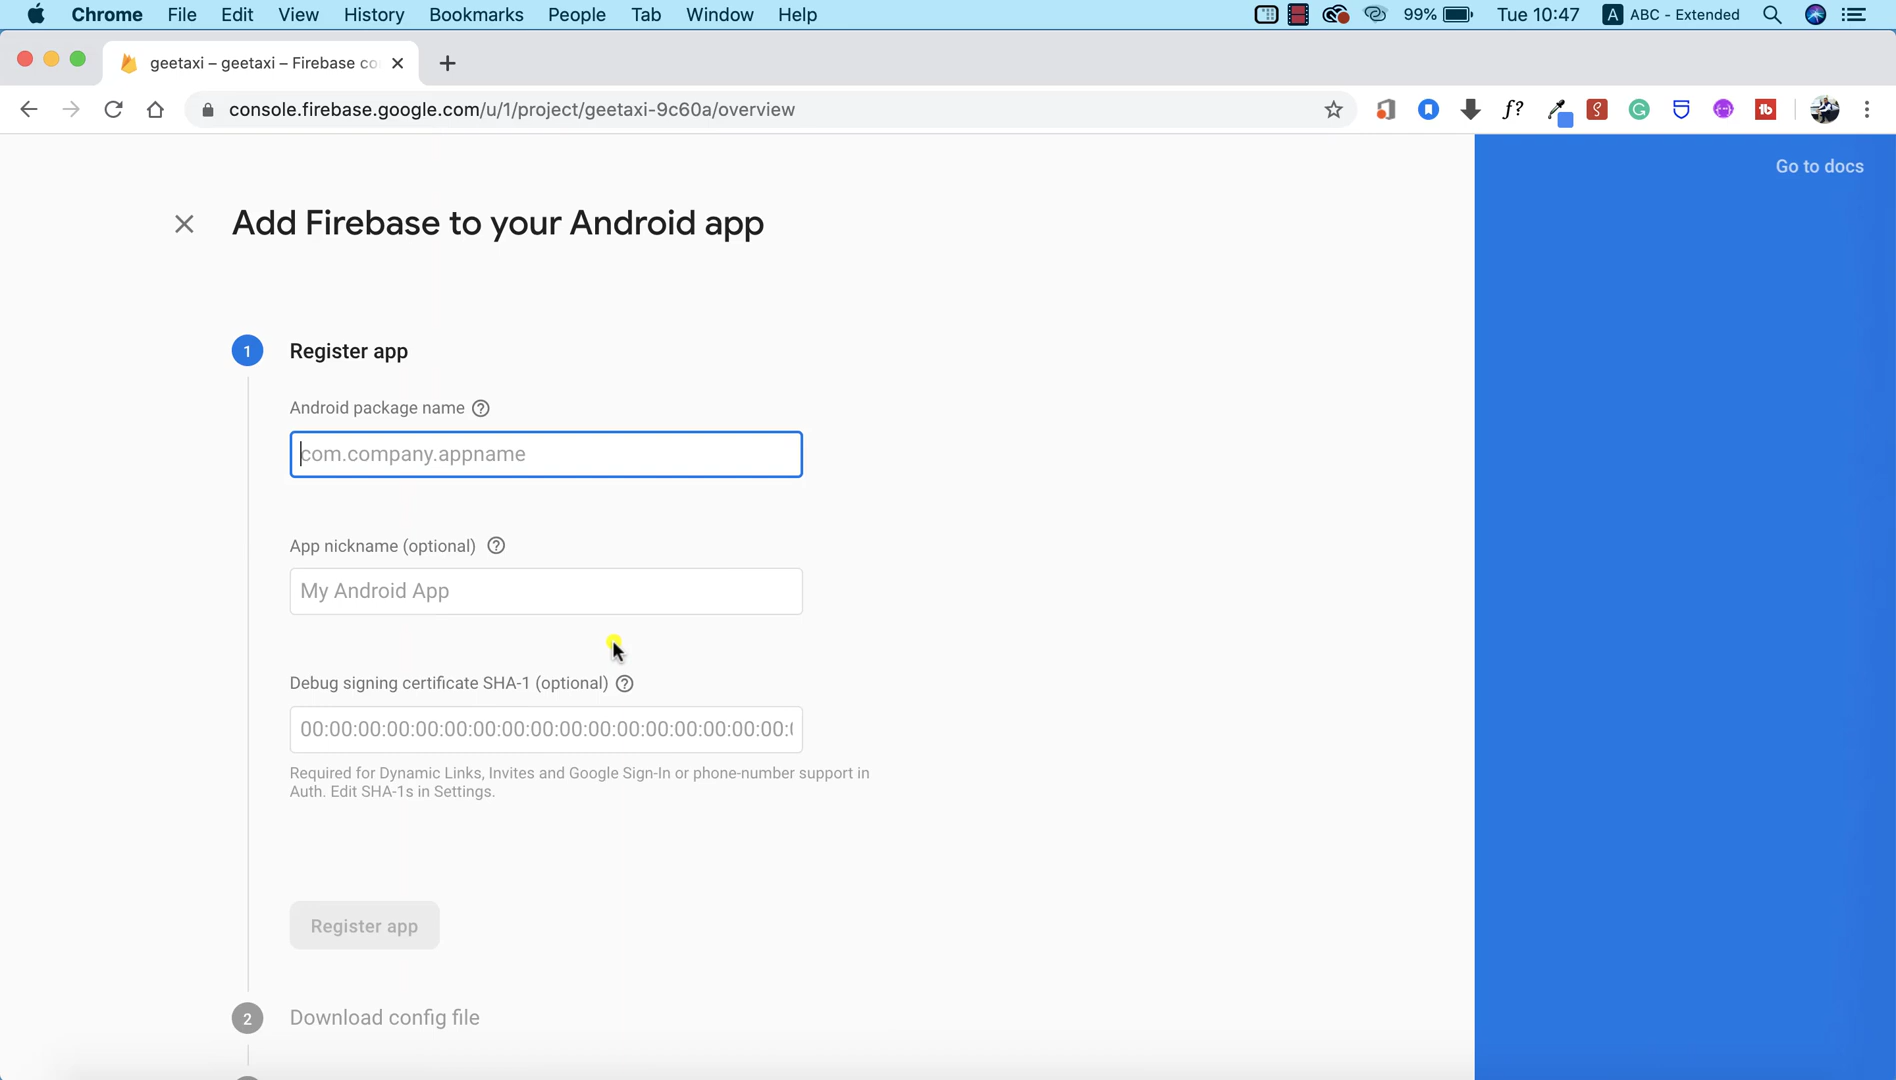 Chrome File Edit View History Bookmarks People Tab Window Help 99% Tue 10:47 A ABC - Extended
geetaxi – geetaxi – Firebase co
console.firebase.google.com/u/1/project/geetaxi-9c60a/overview
Go to docs
Add Firebase to your Android app
1 Register app
Android package name ?
com.company.appname
App nickname (optional) ?
My Android App
Debug signing certificate SHA-1 (optional) ?
00:00:00:00:00:00:00:00:00:00:00:00:00:00:00:00:00:
Required for Dynamic Links, Invites and Google Sign-In or phone-number support in
Auth. Edit SHA-1s in Settings.
Register app
2 Download config file